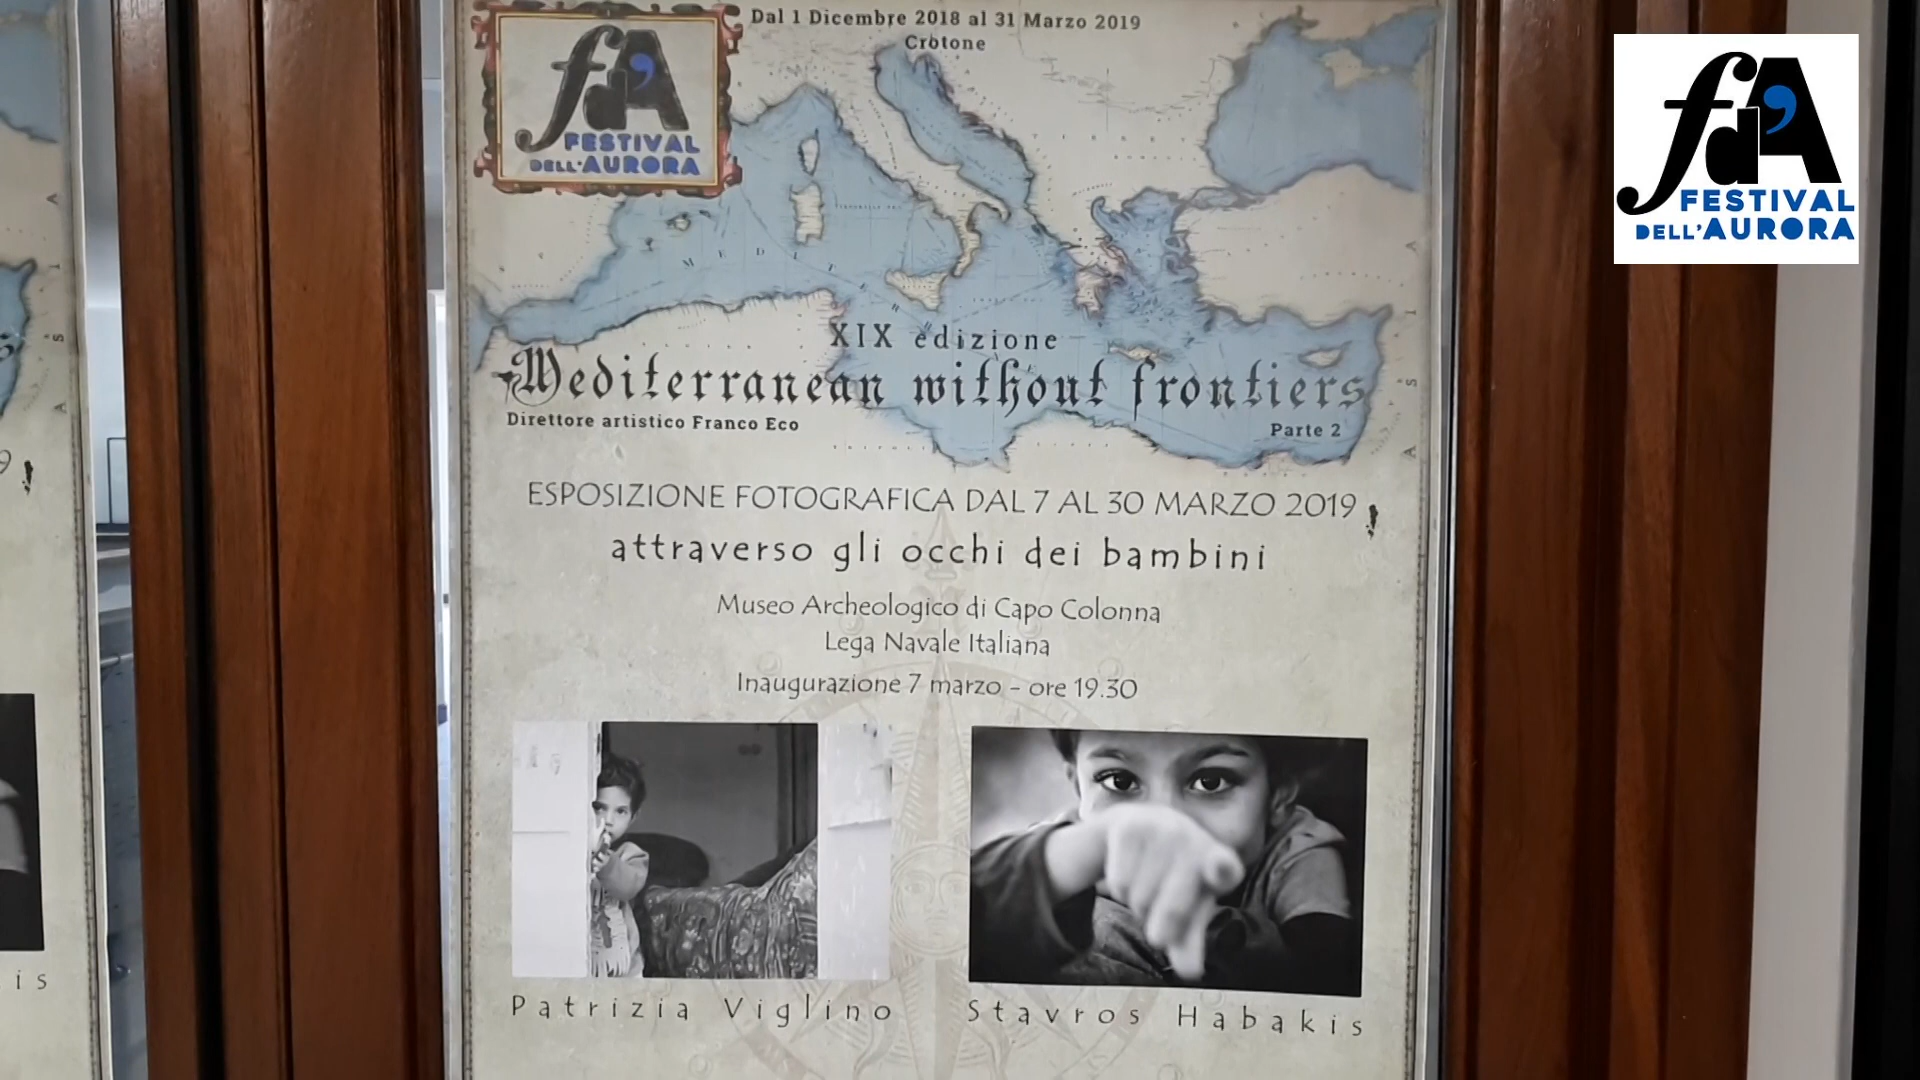 Dal 1 Dicembre 2018 al 31 Marzo 2019
Crotone
fd'A
FESTIVAL
DELL'AURORA
fd'A
FESTIVAL
DELL'AURORA
MEDITER
XIX edizione
Mediterranean without frontiers
Direttore artistico Franco Eco
Parte 2
ESPOSIZIONE FOTOGRAFICA DAL 7 AL 30 MARZO 2019
attraverso gli occhi dei bambini
Museo Archeologico di Capo Colonna
Lega Navale Italiana
Inaugurazione 7 marzo - ore 19.30
Patrizia Viglino
Stavros Habakis
9
is